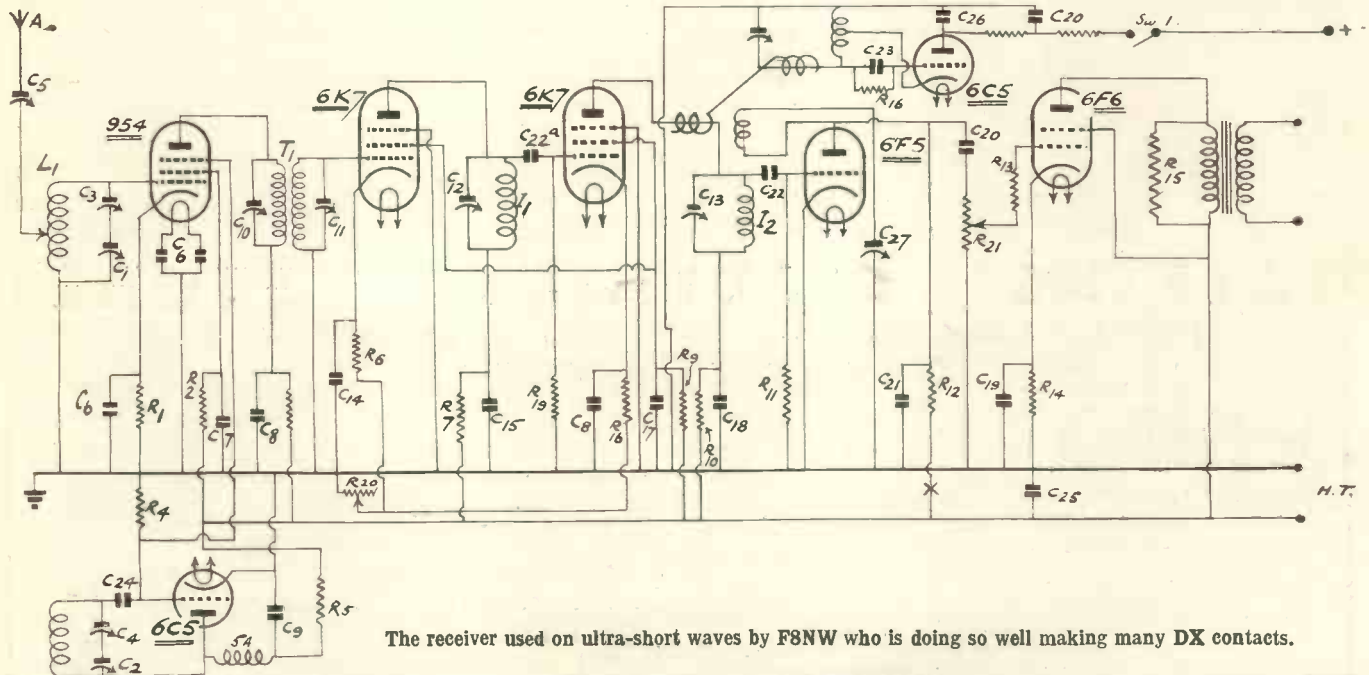 A.
C26
C20
Sw 1.
+ -
C5
C23
6K7
6K7
R16
6C5
6F6
954
L1
T1
C22a
6F5
C20
R13
C3
C12
I1
C22
R15
C10
C11
C13
I2
C1
C6
C27
R21
R6
R9
C6
R1
R2
C7
C8
C14
R7
C15
R19
C8
R16
C17
R10
C18
R11
C21
R12
C19
R14
R20
H.T.
R4
C25
C24
6C5
C4
C2
5A
C9
R5
The receiver used on ultra-short waves by F8NW who is doing so well making many DX contacts.